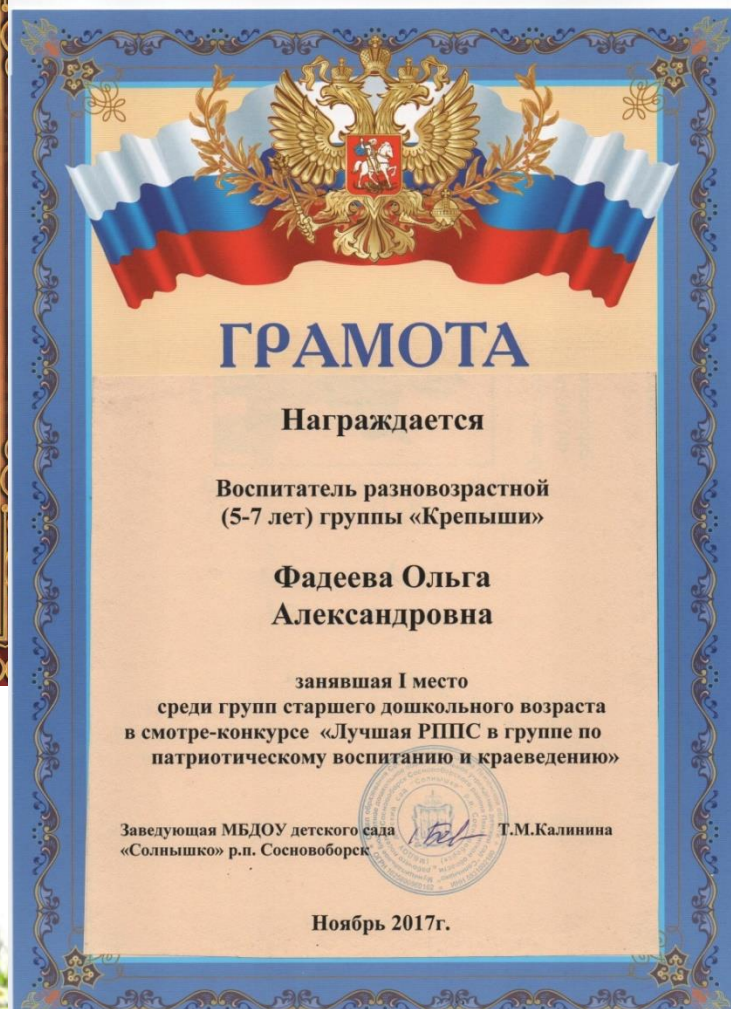 ГРАМОТА
Награждается
Воспитатель разновозрастной
(5-7 лет) группы «Крепыши»
Фадеева Ольга
Александровна
занявшая I место
среди групп старшего дошкольного возраста
в смотре-конкурсе «Лучшая РППС в группе по
патриотическому воспитанию и краеведению»
Заведующая МБДОУ детского сада Т.М.Калинина
«Солнышко» р.п. Сосновоборск
Ноябрь 2017г.